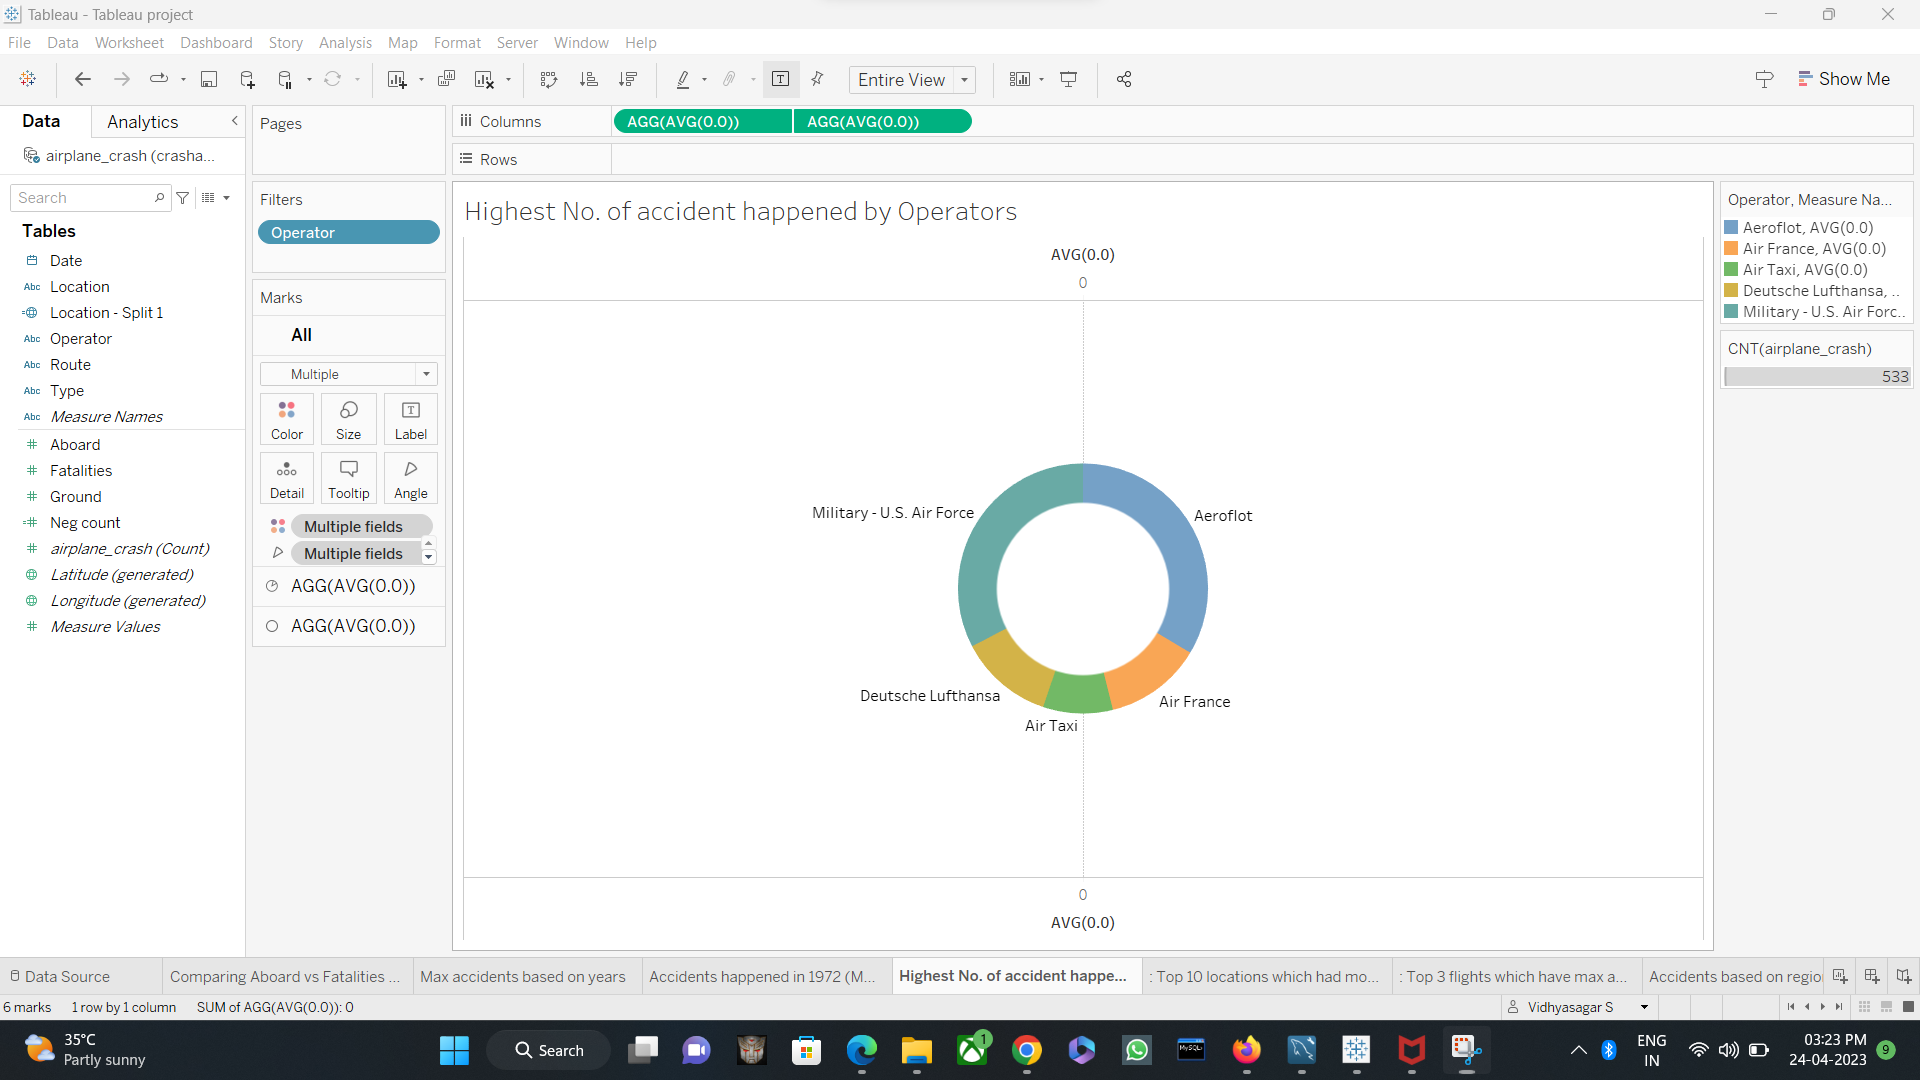 Tableau - Tableau project
File Data Worksheet Dashboard Story Analysis Map Format Server Window Help
Entire View
Show Me
Data Analytics
airplane_crash (crasha...
Search
Tables
Date
Location
Abc
Location - Split 1
Abc Operator
Abc Route
Abc Type
Abc Measure Names
Aboard
Fatalities
Ground
Neg count
airplane_crash (Count)
Latitude (generated)
Longitude (generated)
Measure Values
Pages
Filters
Operator
Marks
All
Multiple
Color Size Label
Detail Tooltip Angle
Multiple fields
Multiple fields
AGG(AVG(0.0))
AGG(AVG(0.0))
Columns AGG(AVG(0.0)) AGG(AVG(0.0))
Rows
Highest No. of accident happened by Operators
AVG(0.0)
0
Military - U.S. Air Force
Aeroflot
Deutsche Lufthansa
Air France
Air Taxi
0
AVG(0.0)
Operator, Measure Na...
Aeroflot, AVG(0.0)
Air France, AVG(0.0)
Air Taxi, AVG(0.0)
Deutsche Lufthansa, ..
Military - U.S. Air Forc..
CNT(airplane_crash)
533
Data Source Comparing Aboard vs Fatalities ... Max accidents based on years Accidents happened in 1972 (M... Highest No. of accident happe... : Top 10 locations which had mo... : Top 3 flights which have max a... Accidents based on regio
6 marks 1 row by 1 column SUM of AGG(AVG(0.0)): 0 Vidhyasagar S
35°C
Partly sunny
Search
1
MySQL
ENG
IN
03:23 PM
24-04-2023
9